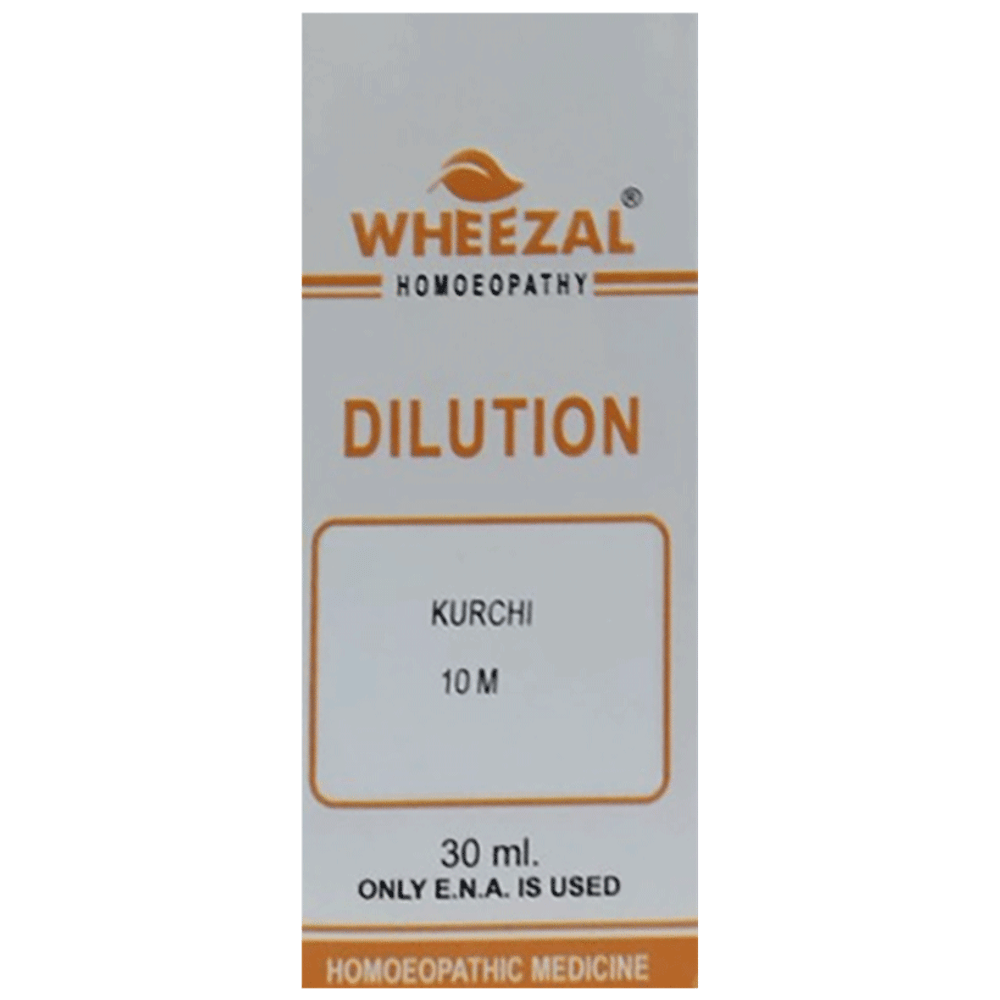 WHEEZAL®
HOMOEOPATHY
DILUTION
KURCHI
10 M
30 ml.
ONLY E.N.A. IS USED
HOMOEOPATHIC MEDICINE